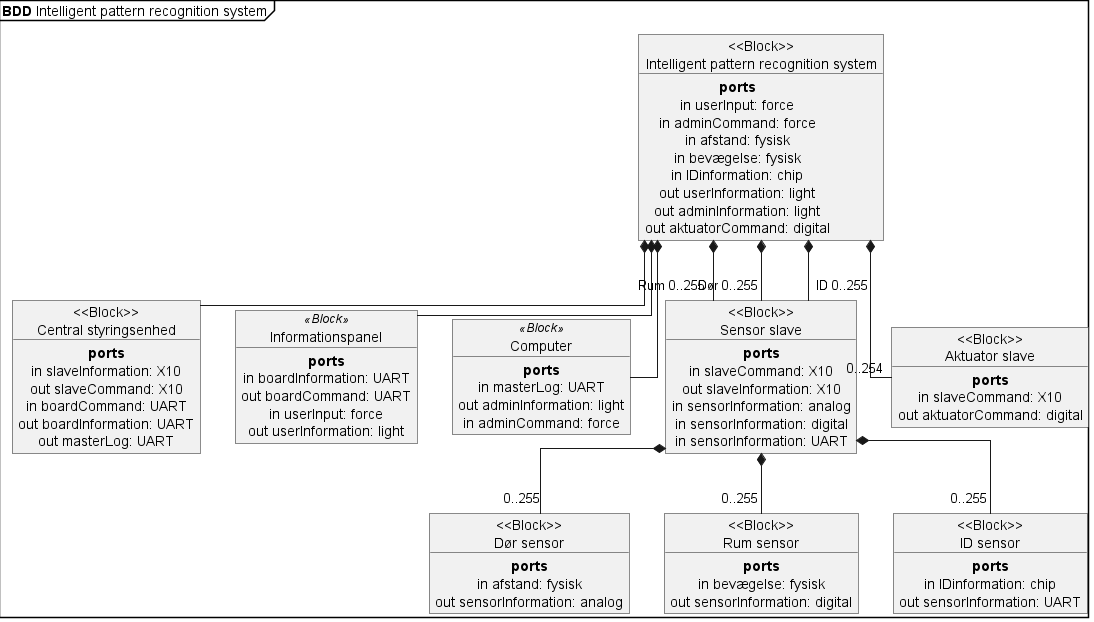 BDD Intelligent pattern recognition system
<<Block>>
Intelligent pattern recognition system
ports
in userInput: force
in adminCommand: force
in afstand: fysisk
in bevægelse: fysisk
in IDinformation: chip
out userInformation: light
out adminInformation: light
out aktuatorCommand: digital
Rum 0..255
Dør 0..255
ID 0..255
0..254
<<Block>>
Central styringsenhed
ports
in slaveInformation: X10
out slaveCommand: X10
in boardCommand: UART
out boardInformation: UART
out masterLog: UART
«Block»
Informationspanel
ports
in boardInformation: UART
out boardCommand: UART
in userInput: force
out userInformation: light
«Block»
Computer
ports
in masterLog: UART
out adminInformation: light
in adminCommand: force
<<Block>>
Sensor slave
ports
in slaveCommand: X10
out slaveInformation: X10
in sensorInformation: analog
in sensorInformation: digital
in sensorInformation: UART
<<Block>>
Aktuator slave
ports
in slaveCommand: X10
out aktuatorCommand: digital
0..255
0..255
0..255
<<Block>>
Dør sensor
ports
in afstand: fysisk
out sensorInformation: analog
<<Block>>
Rum sensor
ports
in bevægelse: fysisk
out sensorInformation: digital
<<Block>>
ID sensor
ports
in IDinformation: chip
out sensorInformation: UART